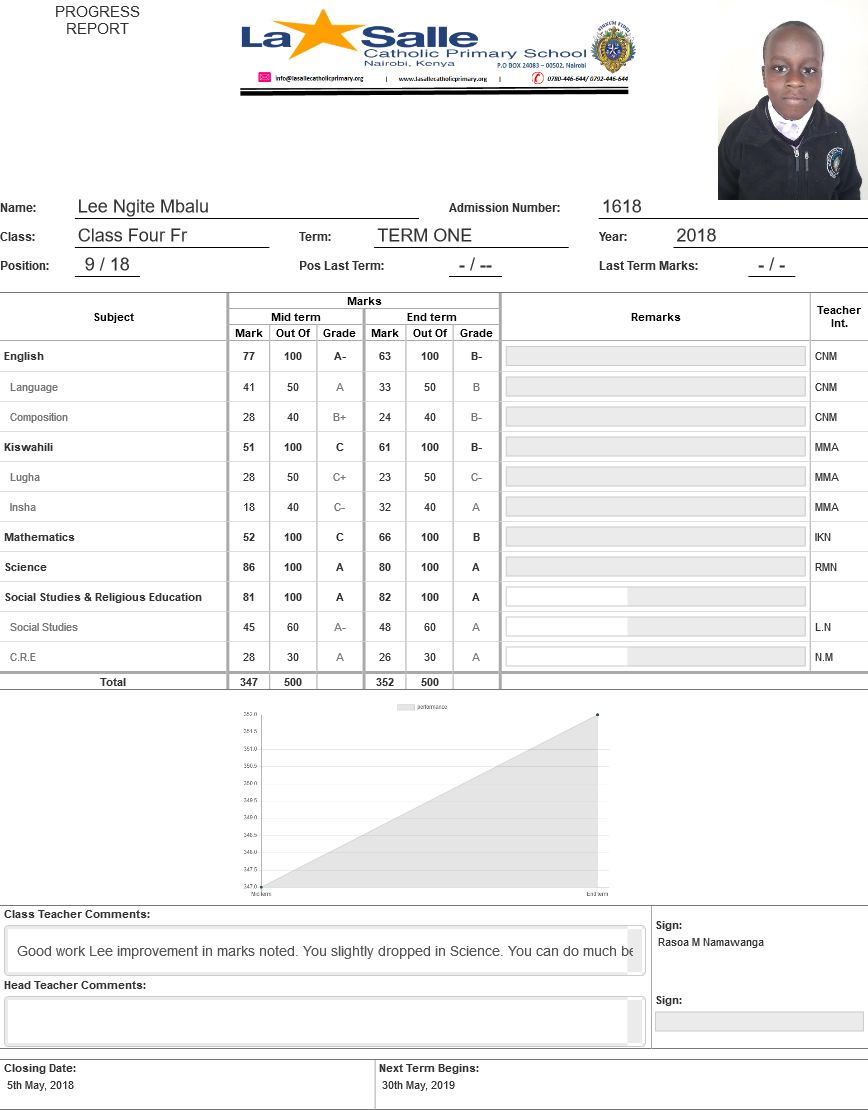 PROGRESS
REPORT
La Salle
Catholic Primary School
Nairobi, Kenya
P.O BOX 24083 – 00502, Nairobi
info@lasallecatholicprimary.org | www.lasallecatholicprimary.org | 0780-446-644/ 0792-446-644
Name: Lee Ngite Mbalu Admission Number: 1618
Class: Class Four Fr Term: TERM ONE Year: 2018
Position: 9 / 18 Pos Last Term: - / -- Last Term Marks: - / -
Subject Marks Remarks Teacher Int.
Mid term End term
Mark Out Of Grade Mark Out Of Grade
English 77 100 A- 63 100 B- CNM
Language 41 50 A 33 50 B CNM
Composition 28 40 B+ 24 40 B- CNM
Kiswahili 51 100 C 61 100 B- MMA
Lugha 28 50 C+ 23 50 C- MMA
Insha 18 40 C- 32 40 A MMA
Mathematics 52 100 C 66 100 B IKN
Science 86 100 A 80 100 A RMN
Social Studies & Religious Education 81 100 A 82 100 A
Social Studies 45 60 A- 48 60 A L.N
C.R.E 28 30 A 26 30 A N.M
Total 347 500 352 500
performance
352.0
351.5
351.0
350.5
350.0
349.5
349.0
348.5
348.0
347.5
347.0
Mid term End term
Class Teacher Comments:
Good work Lee improvement in marks noted. You slightly dropped in Science. You can do much be
Sign:
Rasoa M Namawanga
Head Teacher Comments:
Sign:
Closing Date: Next Term Begins:
5th May, 2018 30th May, 2019